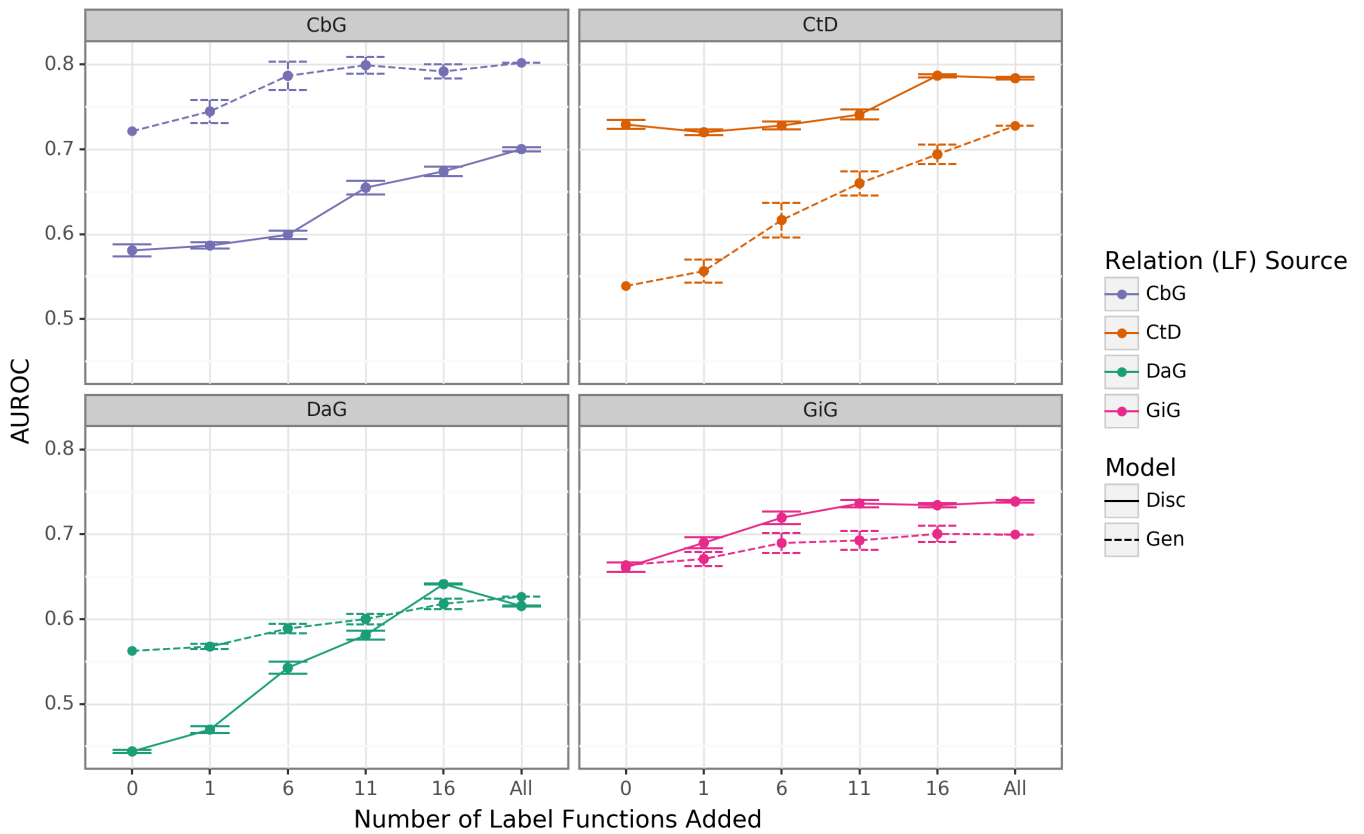 CbG
CtD
0.8
0.7
0.6
0.5
DaG
GiG
0.8
0.7
0.6
0.5
0 1 6 11 16 All
0 1 6 11 16 All
Number of Label Functions Added
AUROC
Relation (LF) Source
CbG
CtD
DaG
GiG
Model
Disc
Gen